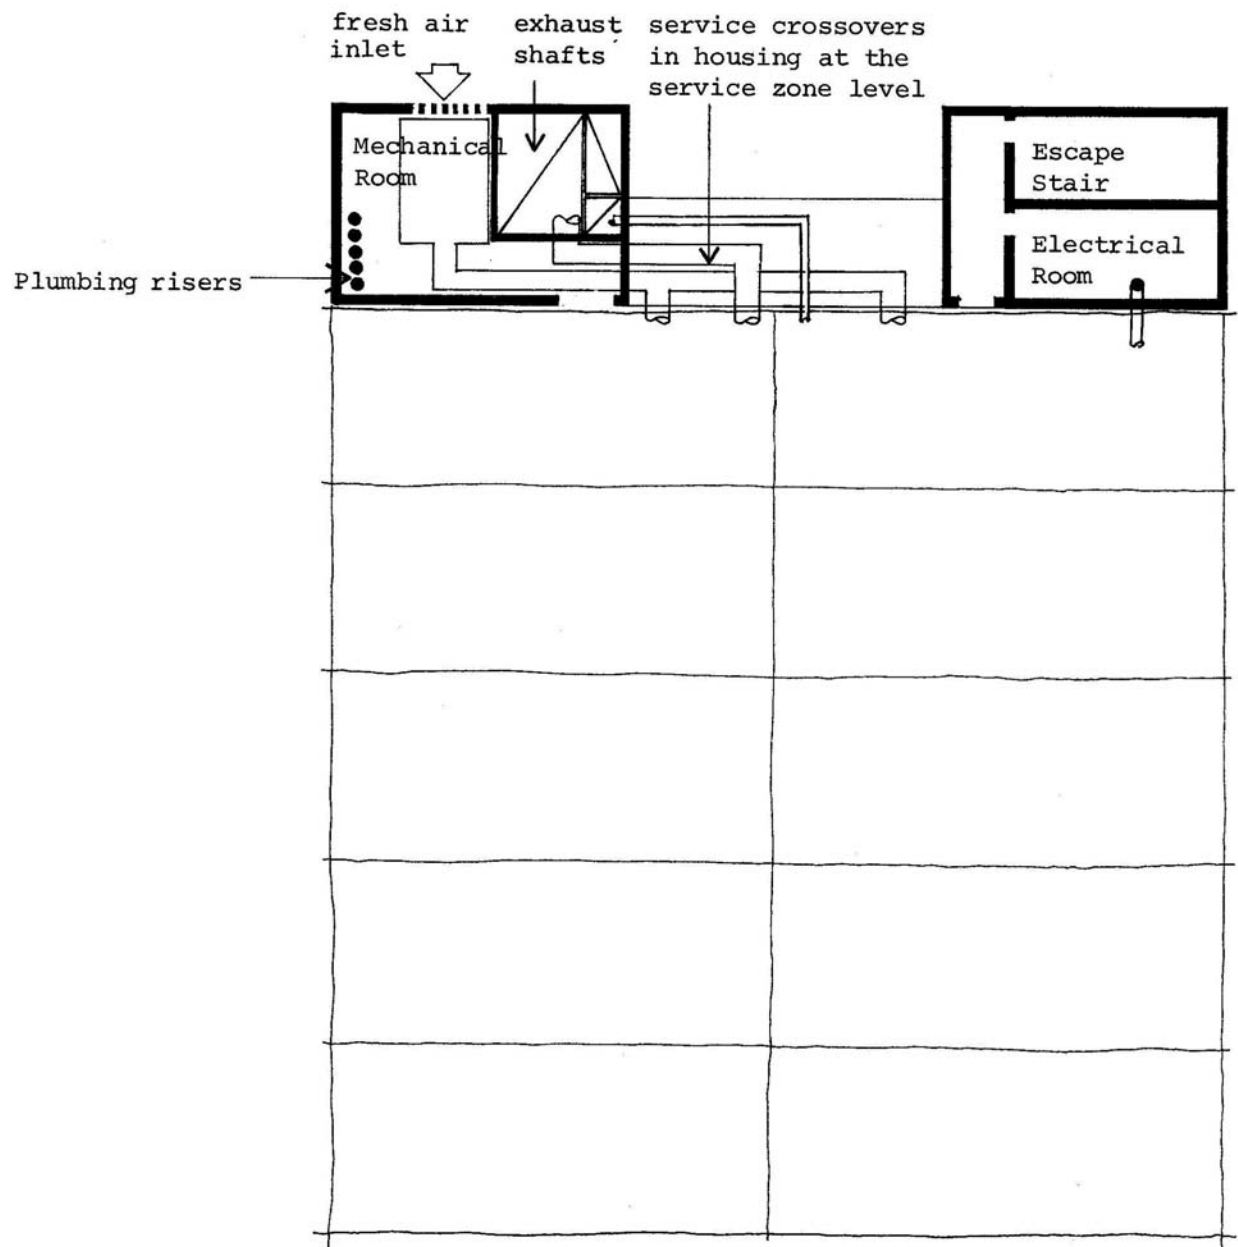 fresh air
inlet
exhaust
shafts
service crossovers
in housing at the
service zone level
Mechanical
Room
Escape
Stair
Electrical
Room
Plumbing risers